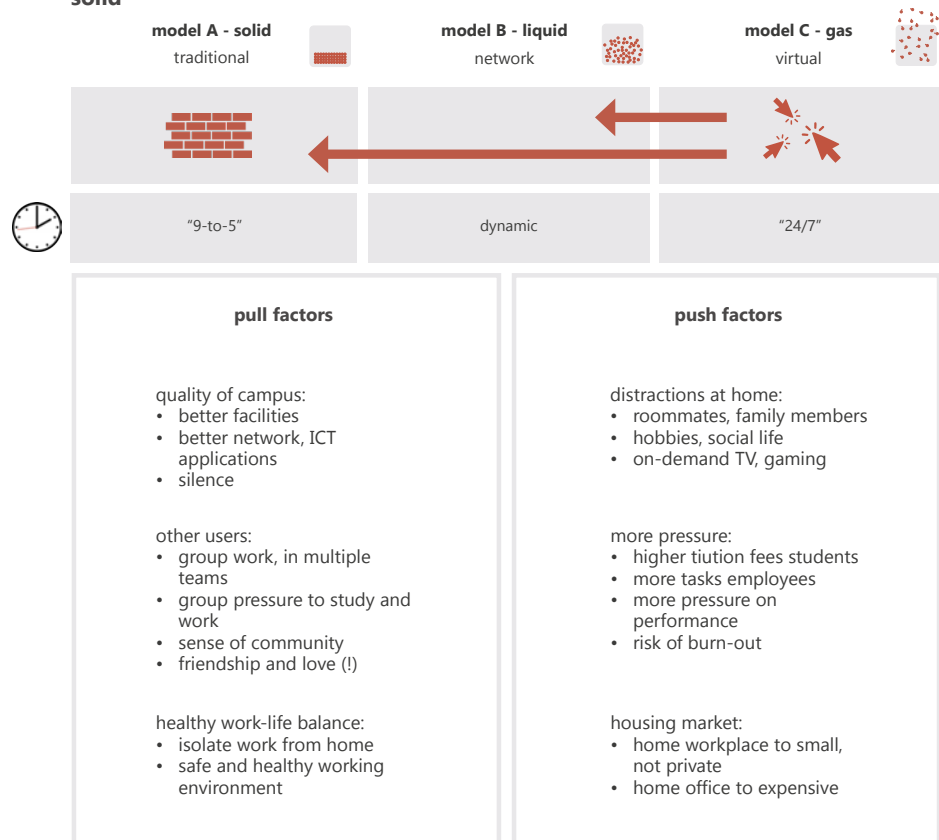 solid
model A - solid
traditional
model B - liquid
network
model C - gas
virtual
“9-to-5”
dynamic
“24/7”
pull factors
quality of campus:
• better facilities
• better network, ICT
applications
• silence
other users:
• group work, in multiple
teams
• group pressure to study and
work
• sense of community
• friendship and love (!)
healthy work-life balance:
• isolate work from home
• safe and healthy working
environment
push factors
distractions at home:
• roommates, family members
• hobbies, social life
• on-demand TV, gaming
more pressure:
• higher tiution fees students
• more tasks employees
• more pressure on
performance
• risk of burn-out
housing market:
• home workplace to small,
not private
• home office to expensive